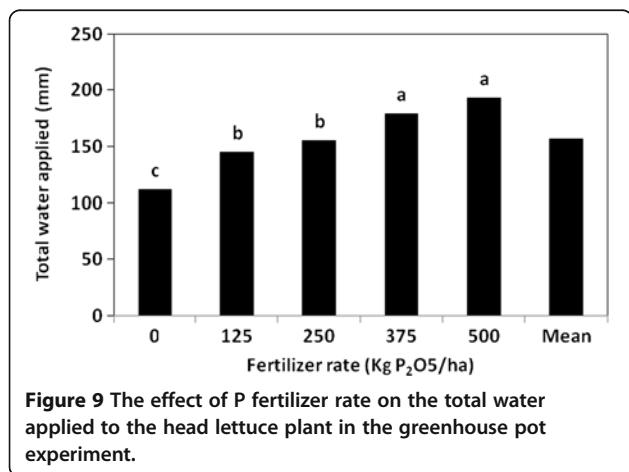 250
200
150
100
50
0
Total water applied (mm)
c
b
b
a
a
0 125 250 375 500 Mean
Fertilizer rate (Kg P₂O5/ha)
Figure 9 The effect of P fertilizer rate on the total water
applied to the head lettuce plant in the greenhouse pot
experiment.